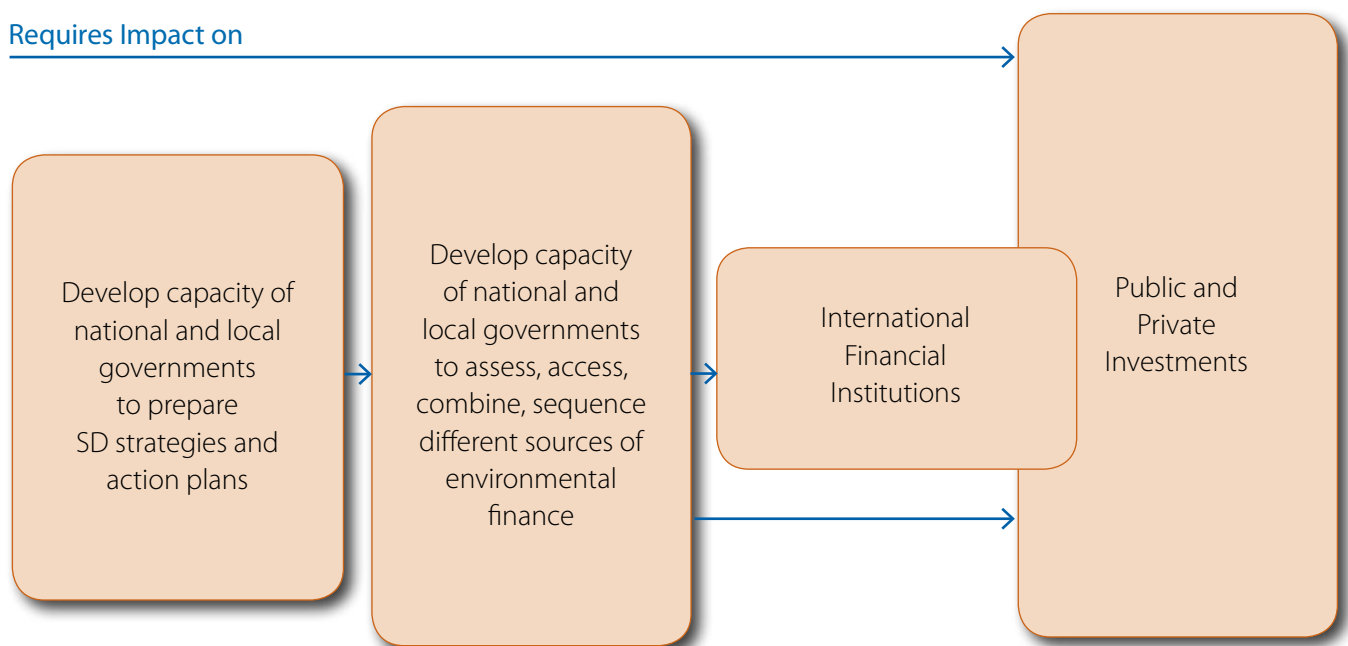 Requires Impact on
Develop capacity of
national and local
governments
to prepare
SD strategies and
action plans
Develop capacity
of national and
local governments
to assess, access,
combine, sequence
different sources of
environmental
finance
International
Financial
Institutions
Public and
Private
Investments